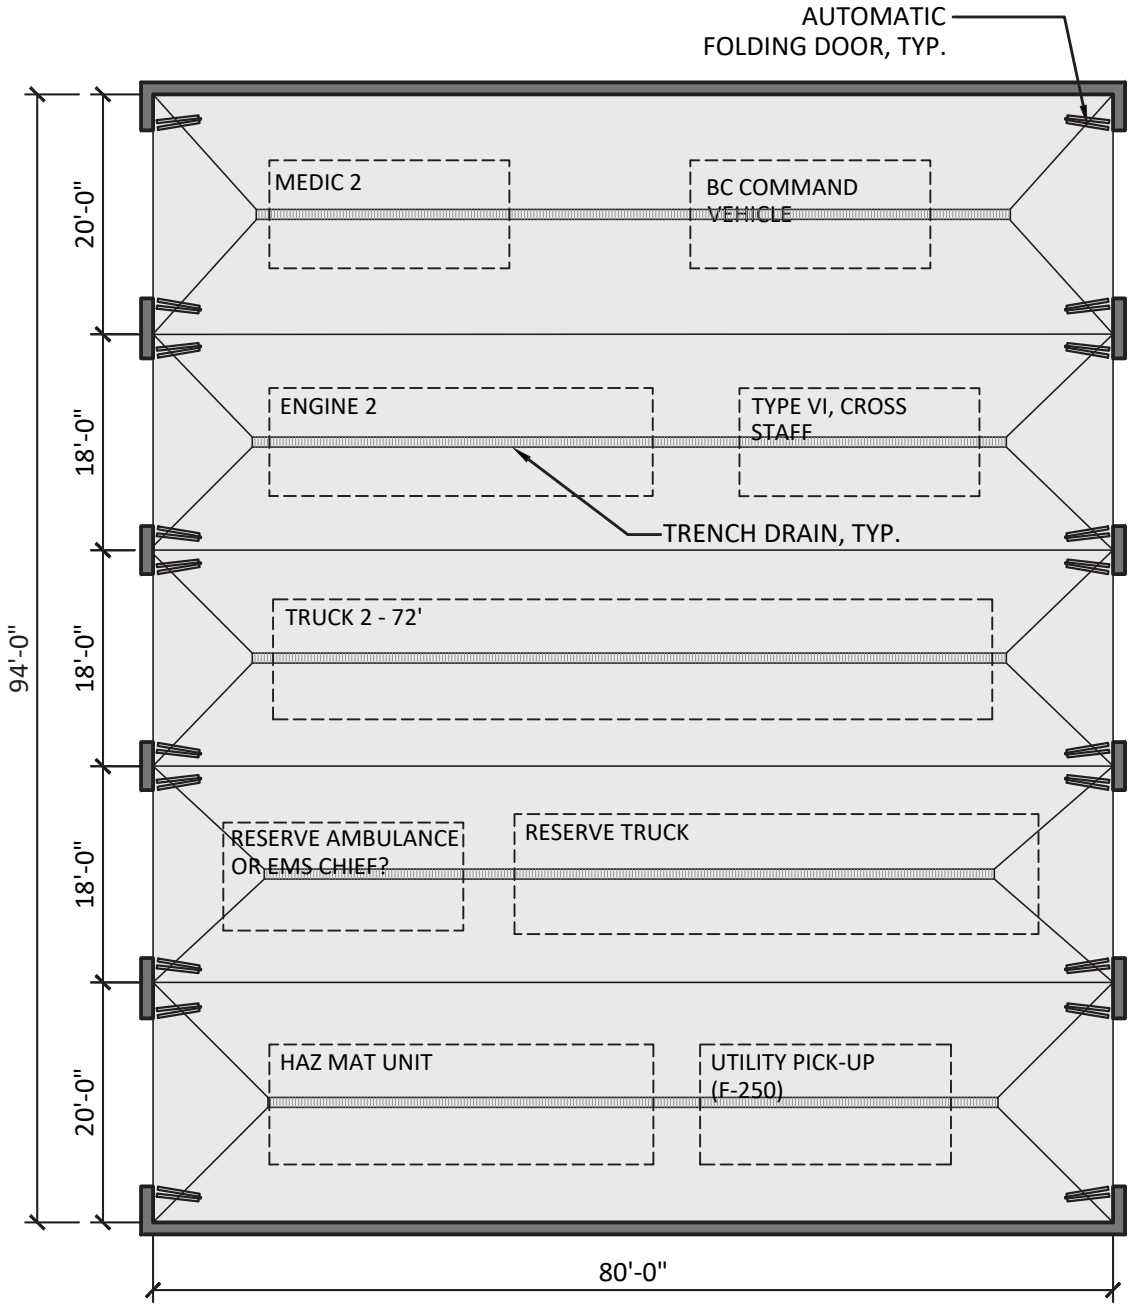 AUTOMATIC
FOLDING DOOR, TYP.
20'-0"
MEDIC 2
BC COMMAND
VEHICLE
18'-0"
ENGINE 2
TYPE VI, CROSS
STAFF
TRENCH DRAIN, TYP.
94'-0"
18'-0"
TRUCK 2 - 72'
18'-0"
RESERVE AMBULANCE
OR EMS CHIEF?
RESERVE TRUCK
20'-0"
HAZ MAT UNIT
UTILITY PICK-UP
(F-250)
80'-0"